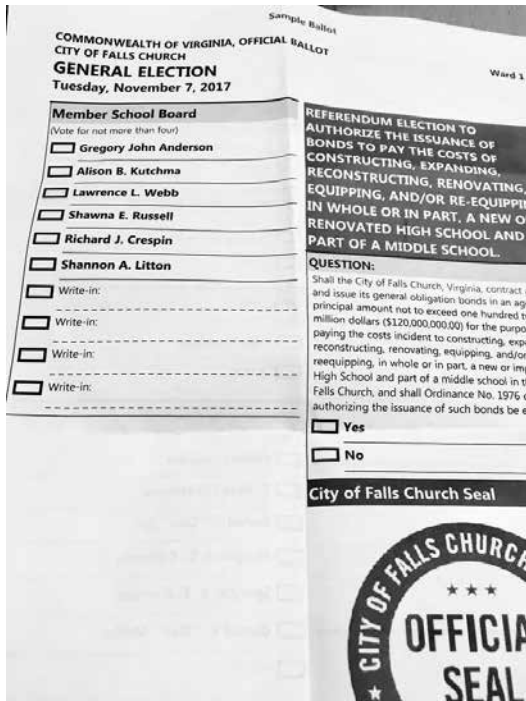 Sample Ballot
COMMONWEALTH OF VIRGINIA, OFFICIAL BALLOT
CITY OF FALLS CHURCH
GENERAL ELECTION
Tuesday, November 7, 2017
Ward 1
Member School Board
(Vote for not more than four)
Gregory John Anderson
Alison B. Kutchma
Lawrence L. Webb
Shawna E. Russell
Richard J. Crespin
Shannon A. Litton
Write-in:
Write-in:
Write-in:
Write-in:
REFERENDUM ELECTION TO
AUTHORIZE THE ISSUANCE OF
BONDS TO PAY THE COSTS OF
CONSTRUCTING, EXPANDING,
RECONSTRUCTING, RENOVATING,
EQUIPPING, AND/OR RE-EQUIPPIN
IN WHOLE OR IN PART, A NEW O
RENOVATED HIGH SCHOOL AND
PART OF A MIDDLE SCHOOL.
QUESTION:
Shall the City of Falls Church, Virginia, contract
and issue its general obligation bonds in an ag
principal amount not to exceed one hundred t
million dollars ($120,000,000.00) for the purpo
paying the costs incident to constructing, exp
reconstructing, renovating, equipping, and/or
reequipping, in whole or in part, a new or im
High School and part of a middle school in t
Falls Church, and shall Ordinance No. 1976
authorizing the issuance of such bonds be
Yes
No
City of Falls Church Seal
CITY OF FALLS CHURCH
OFFICIA
SEAL